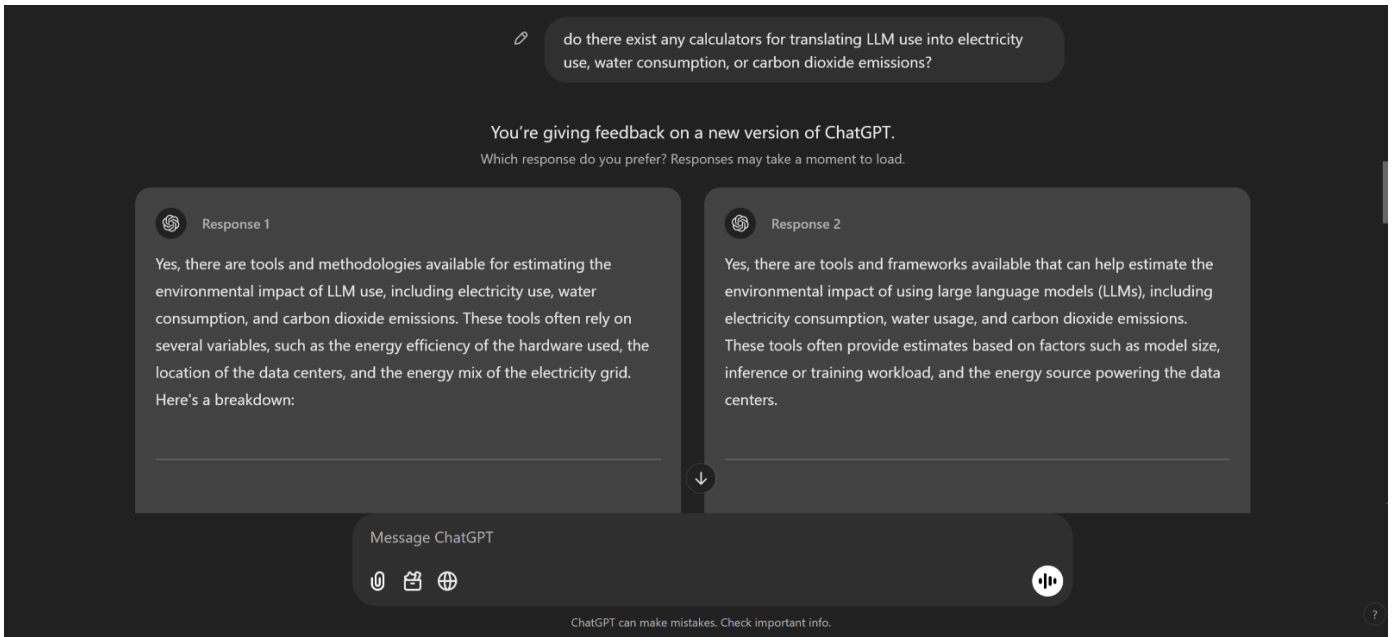 do there exist any calculators for translating LLM use into electricity
use, water consumption, or carbon dioxide emissions?
You’re giving feedback on a new version of ChatGPT.
Which response do you prefer? Responses may take a moment to load.
Response 1
Yes, there are tools and methodologies available for estimating the
environmental impact of LLM use, including electricity use, water
consumption, and carbon dioxide emissions. These tools often rely on
several variables, such as the energy efficiency of the hardware used, the
location of the data centers, and the energy mix of the electricity grid.
Here's a breakdown:
Response 2
Yes, there are tools and frameworks available that can help estimate the
environmental impact of using large language models (LLMs), including
electricity consumption, water usage, and carbon dioxide emissions.
These tools often provide estimates based on factors such as model size,
inference or training workload, and the energy source powering the data
centers.
Message ChatGPT
ChatGPT can make mistakes. Check important info.
?